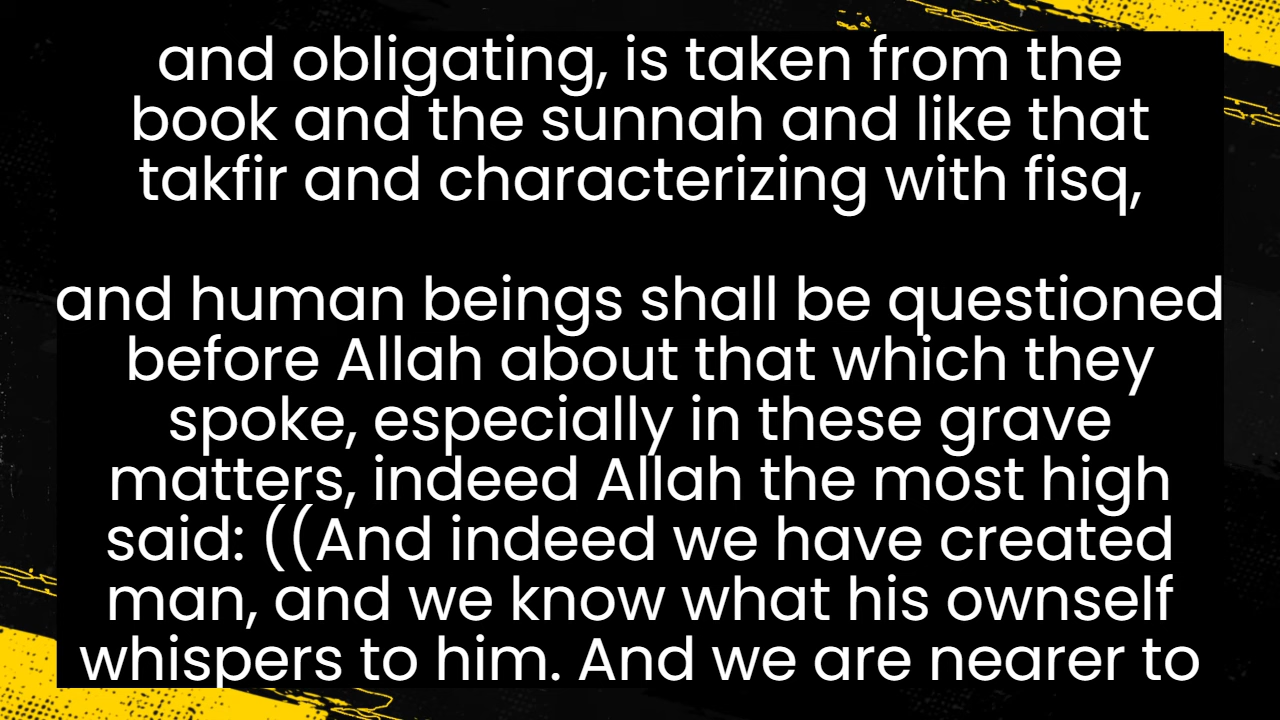 and obligating, is taken from the
book and the sunnah and like that
takfir and characterizing with fisq,
and human beings shall be questioned
before Allah about that which they
spoke, especially in these grave
matters, indeed Allah the most high
said: ((And indeed we have created
man, and we know what his ownself
whispers to him. And we are nearer to